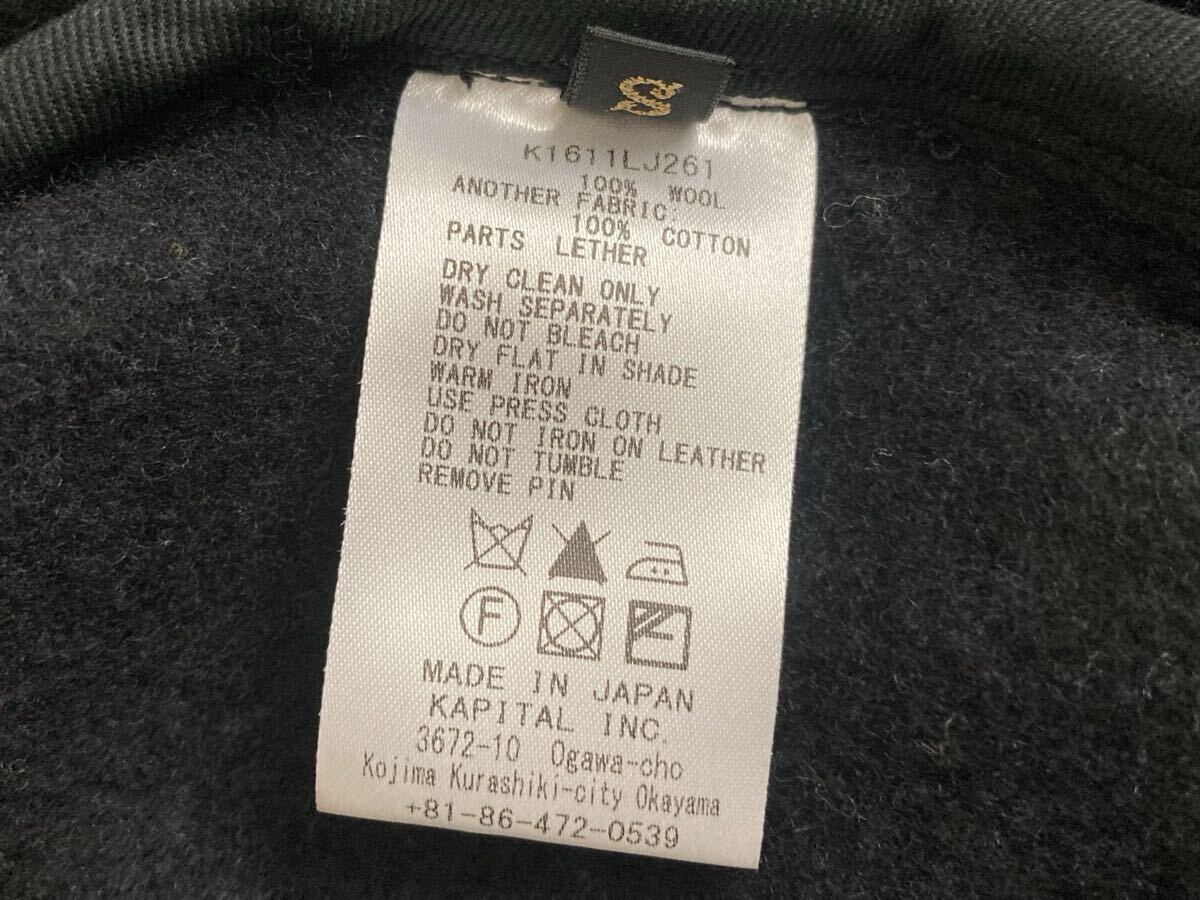 K1611LJ261
100% WOOL
ANOTHER FABRIC:
100% COTTON
PARTS LETHER
DRY CLEAN ONLY
WASH SEPARATELY
DO NOT BLEACH
DRY FLAT IN SHADE
WARM IRON
USE PRESS CLOTH
DO NOT IRON ON LEATHER
DO NOT TUMBLE
REMOVE PIN
F
MADE IN JAPAN
KAPITAL INC.
3672-10 Ogawa-cho
Kojima Kurashiki-city Okayama
+81-86-472-0539